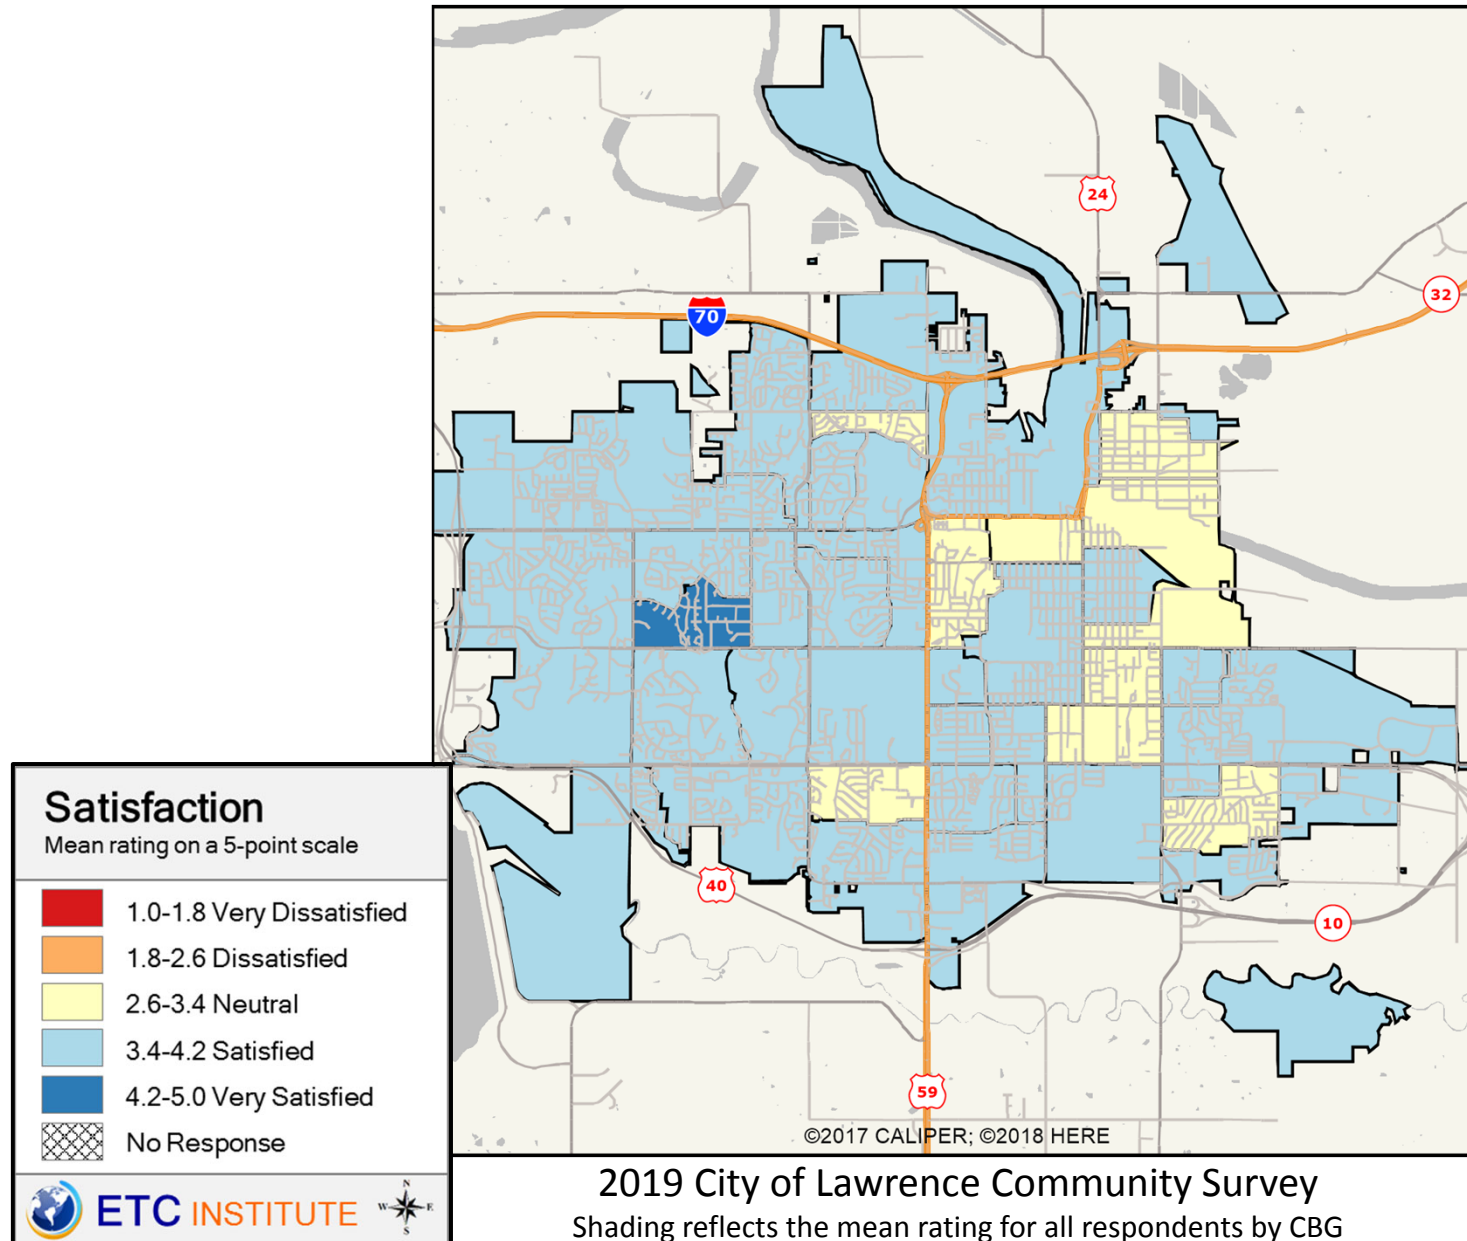 24
32
70
40
10
59
©2017 CALIPER; ©2018 HERE
Satisfaction
Mean rating on a 5-point scale
1.0-1.8 Very Dissatisfied
1.8-2.6 Dissatisfied
2.6-3.4 Neutral
3.4-4.2 Satisfied
4.2-5.0 Very Satisfied
No Response
ETC INSTITUTE
N
W E
S
2019 City of Lawrence Community Survey
Shading reflects the mean rating for all respondents by CBG